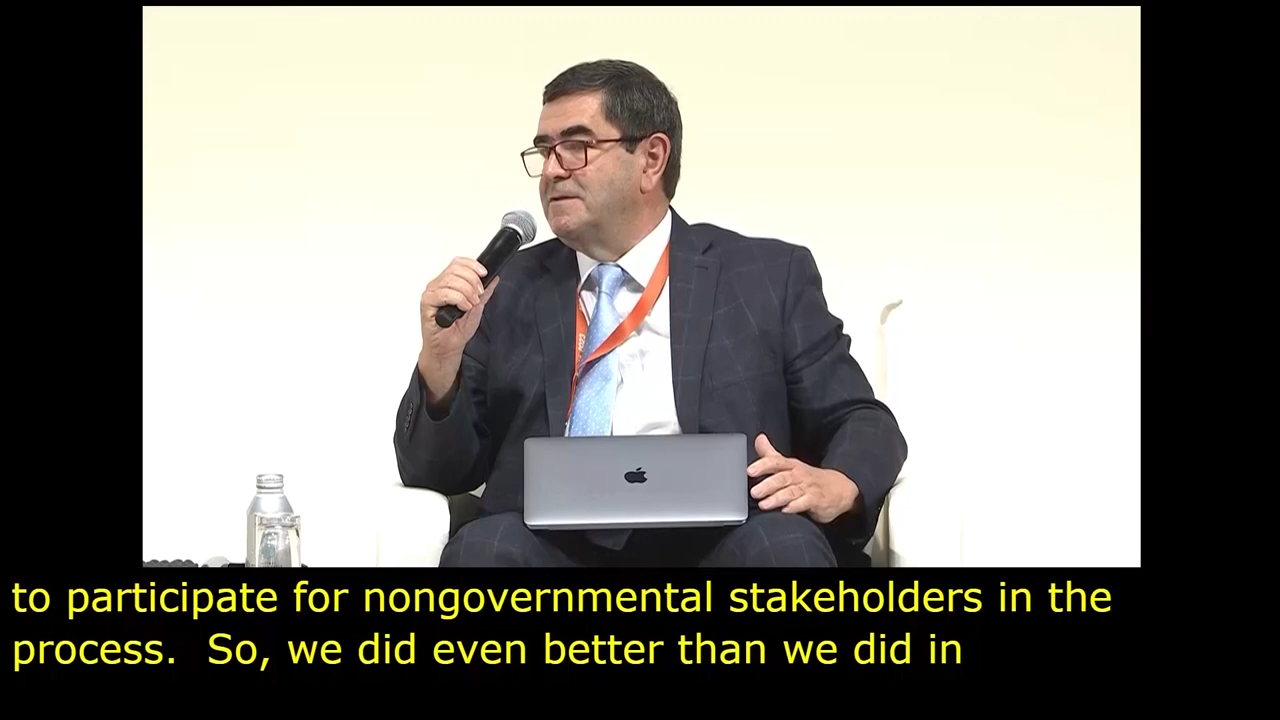 to participate for nongovernmental stakeholders in the
process.  So, we did even better than we did in